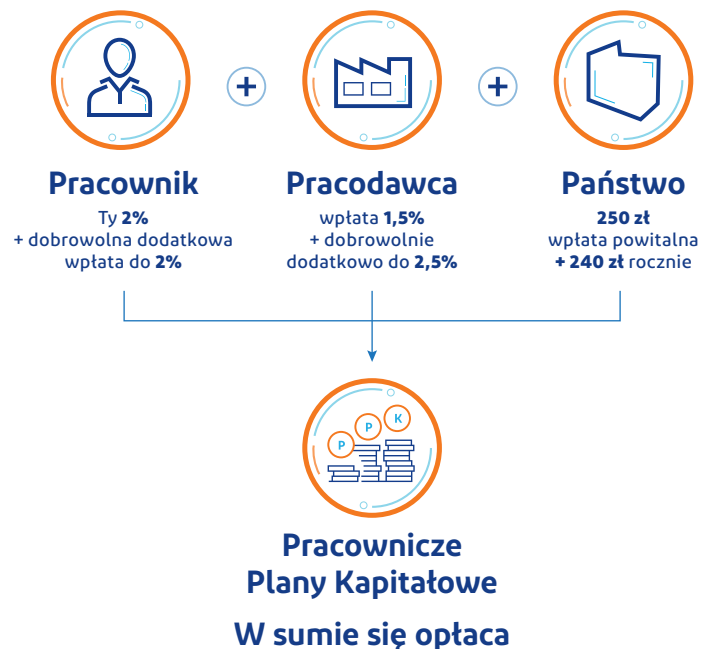 Pracownik
Ty 2%
+ dobrowolna dodatkowa
wpłata do 2%
+
Pracodawca
wpłata 1,5%
+ dobrowolnie
dodatkowo do 2,5%
+
Państwo
250 zł
wpłata powitalna
+ 240 zł rocznie
P P K
Pracownicze
Plany Kapitałowe
W sumie się opłaca